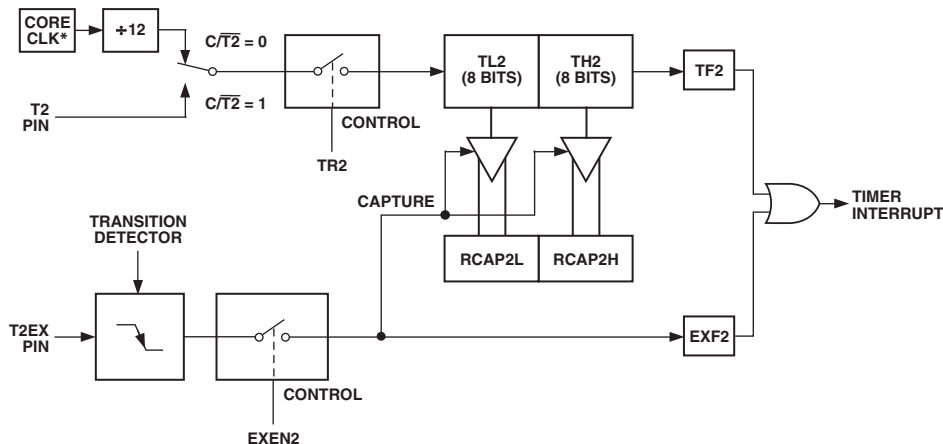 CORE
CLK*
÷12
C/T2 = 0
C/T2 = 1
T2
PIN
CONTROL
TR2
TL2
(8 BITS)
TH2
(8 BITS)
TF2
CAPTURE
RCAP2L
RCAP2H
TIMER
INTERRUPT
TRANSITION
DETECTOR
T2EX
PIN
CONTROL
EXEN2
EXF2